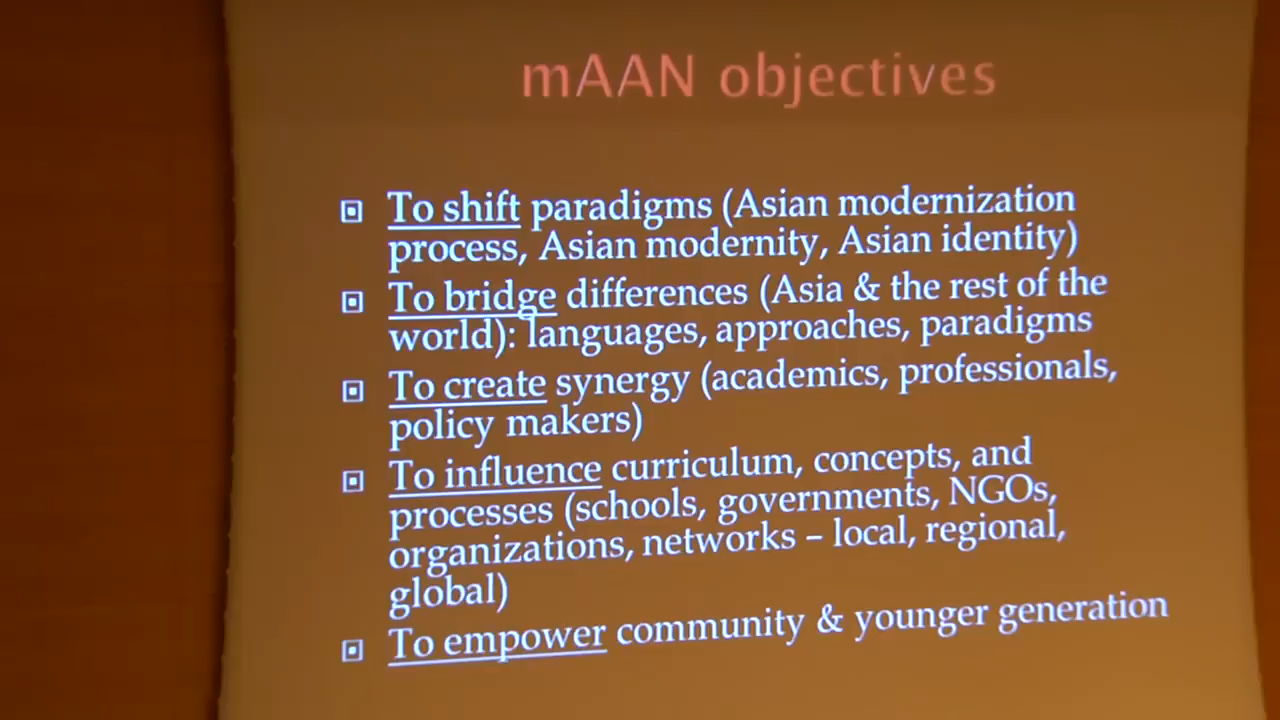 mAAN objectives
To shift paradigms (Asian modernization
process, Asian modernity, Asian identity)
To bridge differences (Asia & the rest of the
world): languages, approaches, paradigms
To create synergy (academics, professionals,
policy makers)
To influence curriculum, concepts, and
processes (schools, governments, NGOs,
organizations, networks – local, regional,
global)
To empower community & younger generation